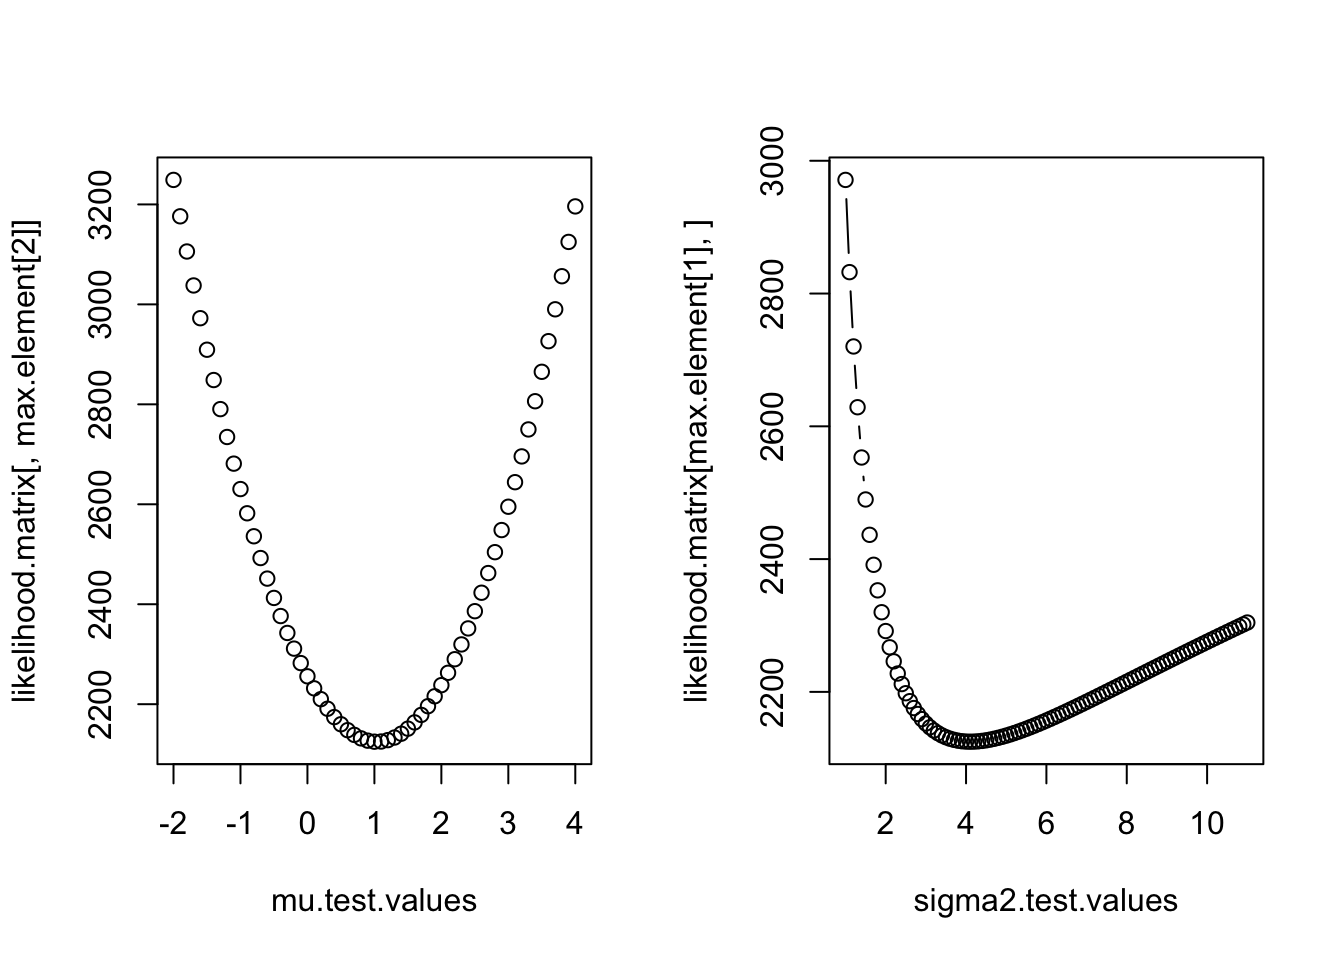 likelihood.matrix[, max.element[2]]
3200
3000
2800
2600
2400
2200
-2 -1 0 1 2 3 4
mu.test.values
likelihood.matrix[max.element[1], ]
3000
2800
2600
2400
2200
2 4 6 8 10
sigma2.test.values